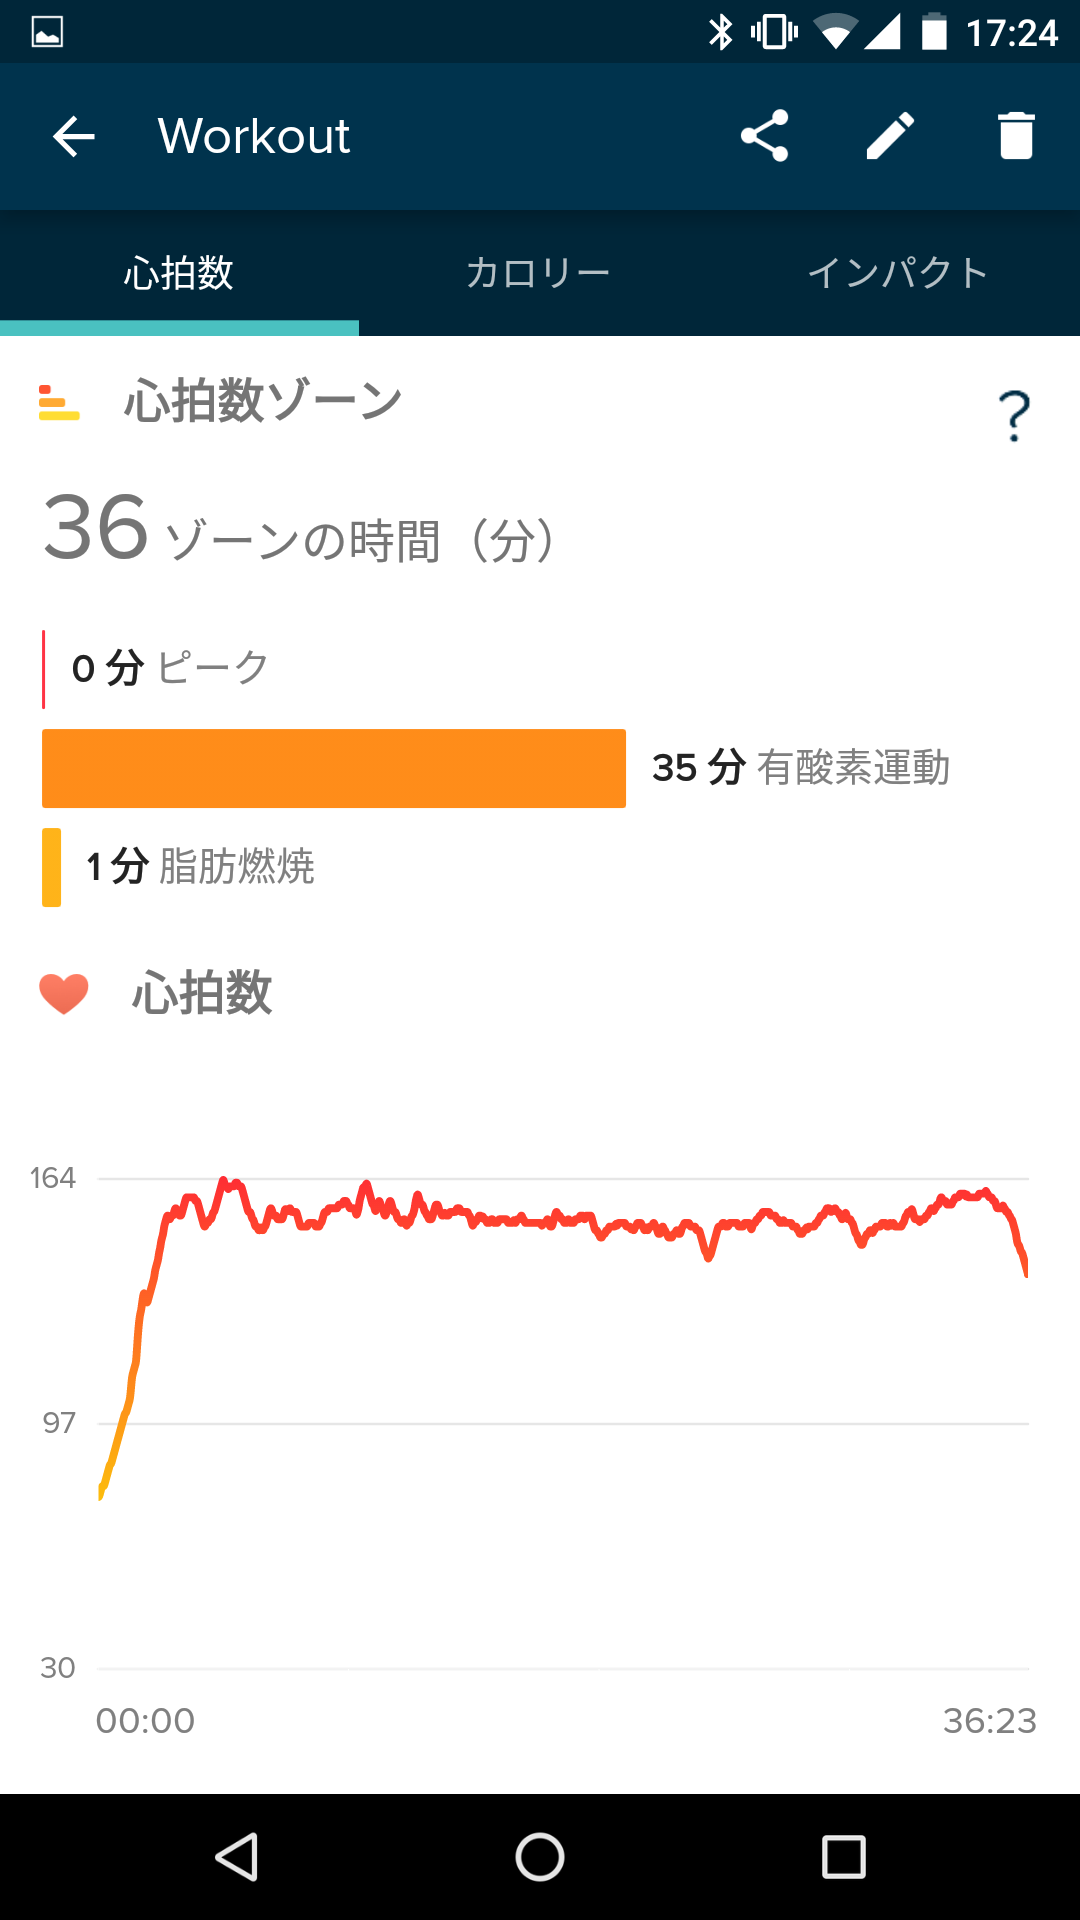 17:24
Workout
心拍数 カロリー インパクト
心拍数ゾーン ?
36 ゾーンの時間（分）
0 分 ピーク
35 分 有酸素運動
1 分 脂肪燃焼
心拍数
164
97
30
00:00 36:23